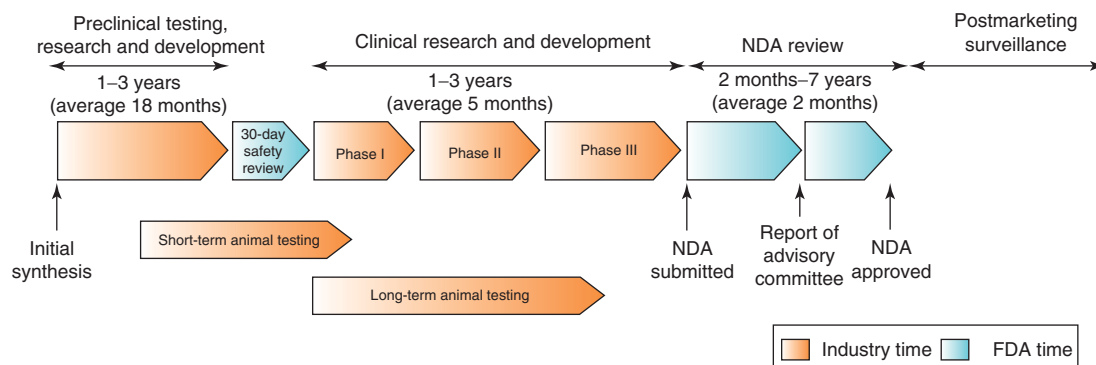 Preclinical testing,
research and development
Clinical research and development
NDA review
Postmarketing
surveillance
1–3 years
(average 18 months)
1–3 years
(average 5 months)
2 months–7 years
(average 2 months)
30-day
safety
review
Phase I
Phase II
Phase III
Initial
synthesis
Short-term animal testing
Long-term animal testing
NDA
submitted
Report of
advisory
committee
NDA
approved
Industry time
FDA time